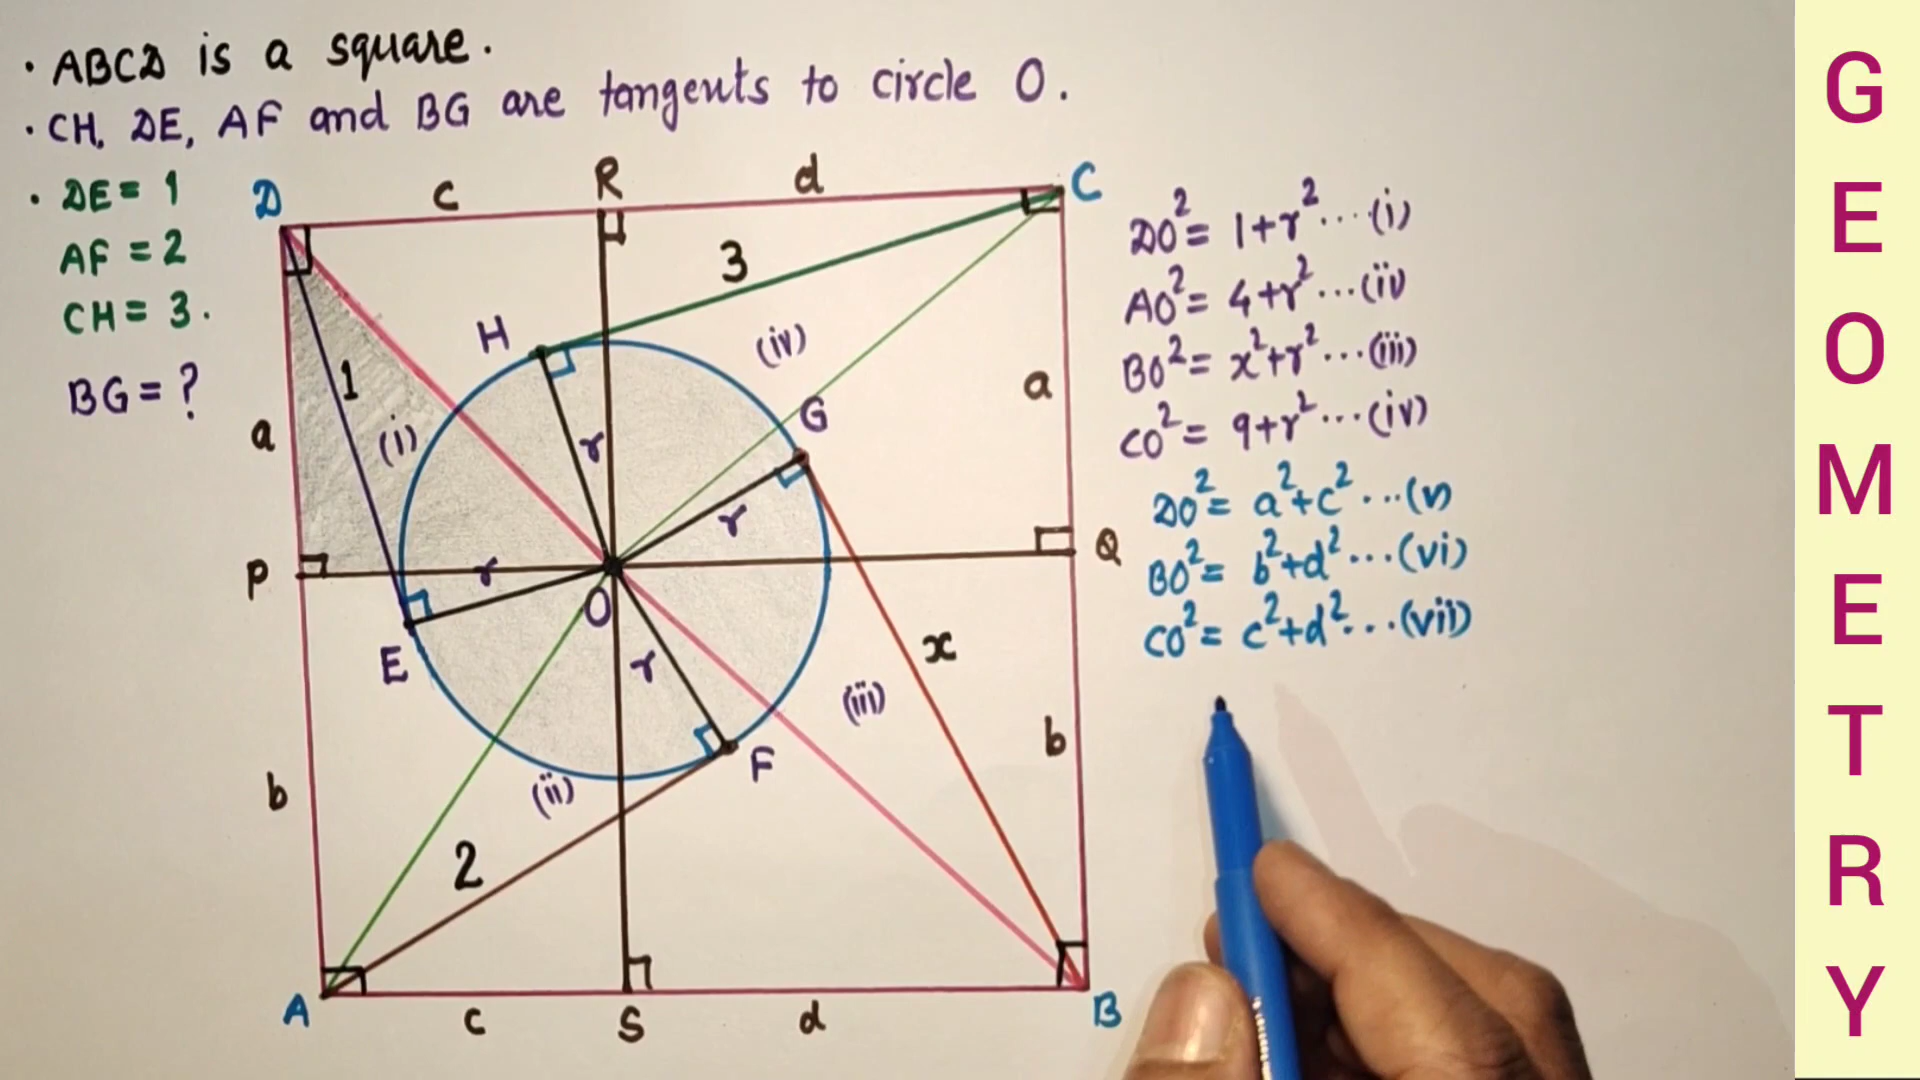 • ABCD is a square.
• CH, DE, AF and BG are tangents to circle O.
• DE = 1
AF = 2
CH = 3.
BG = ?
D c R d C
3
H
(iv)
1
a
G
a
(i)
r
r
P
r
Q
O
E
r
x
(iii)
b
F
b
(ii)
2
A c S d B
DO² = 1+r² ... (i)
AO² = 4+r² ... (ii)
BO² = x²+r² ... (iii)
CO² = 9+r² ... (iv)
DO² = a²+c² ... (v)
BO² = b²+d² ... (vi)
CO² = c²+d² ... (vii)
GEOMETRY